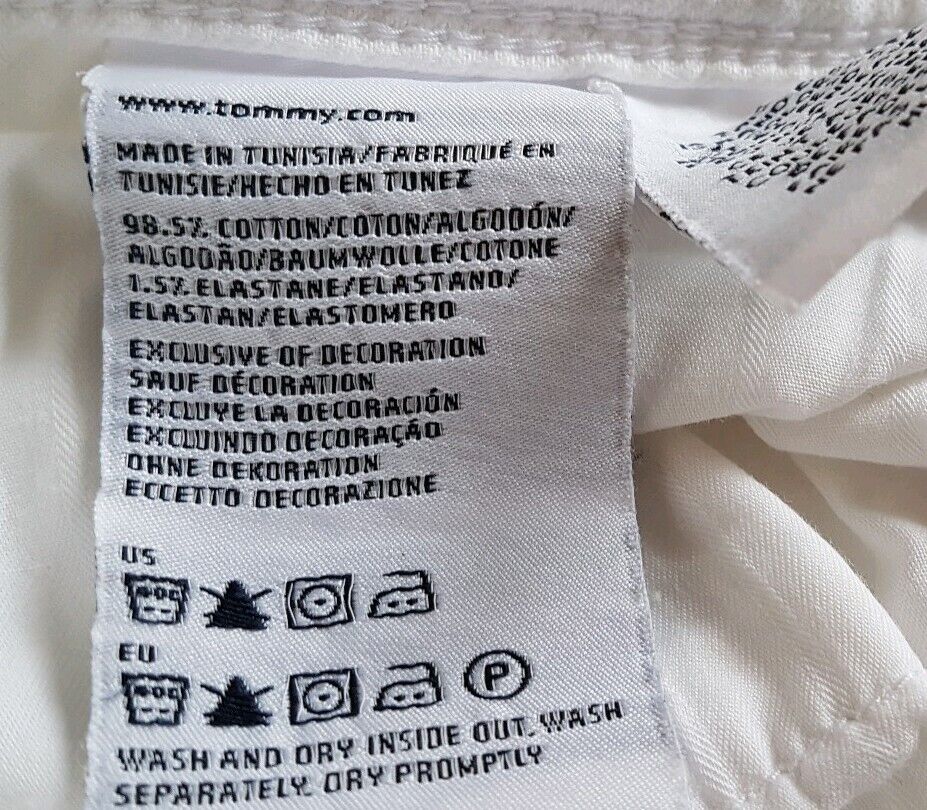 www.tommy.com
MADE IN TUNISIA/FABRIQUÉ EN
TUNISIE/HECHO EN TUNEZ
98.5% COTTON/COTON/ALGODÓN/
ALGODÃO/BAUMWOLLE/COTONE
1.5% ELASTANE/ELASTANO/
ELASTAN/ELASTOMERO
EXCLUSIVE OF DECORATION
SAUF DÉCORATION
EXCLUYE LA DECORACIÓN
EXCLUINDO DECORAÇÃO
OHNE DEKORATION
ECCETTO DECORAZIONE
US
EU
P
WASH AND DRY INSIDE OUT. WASH
SEPARATELY. DRY PROMPTLY